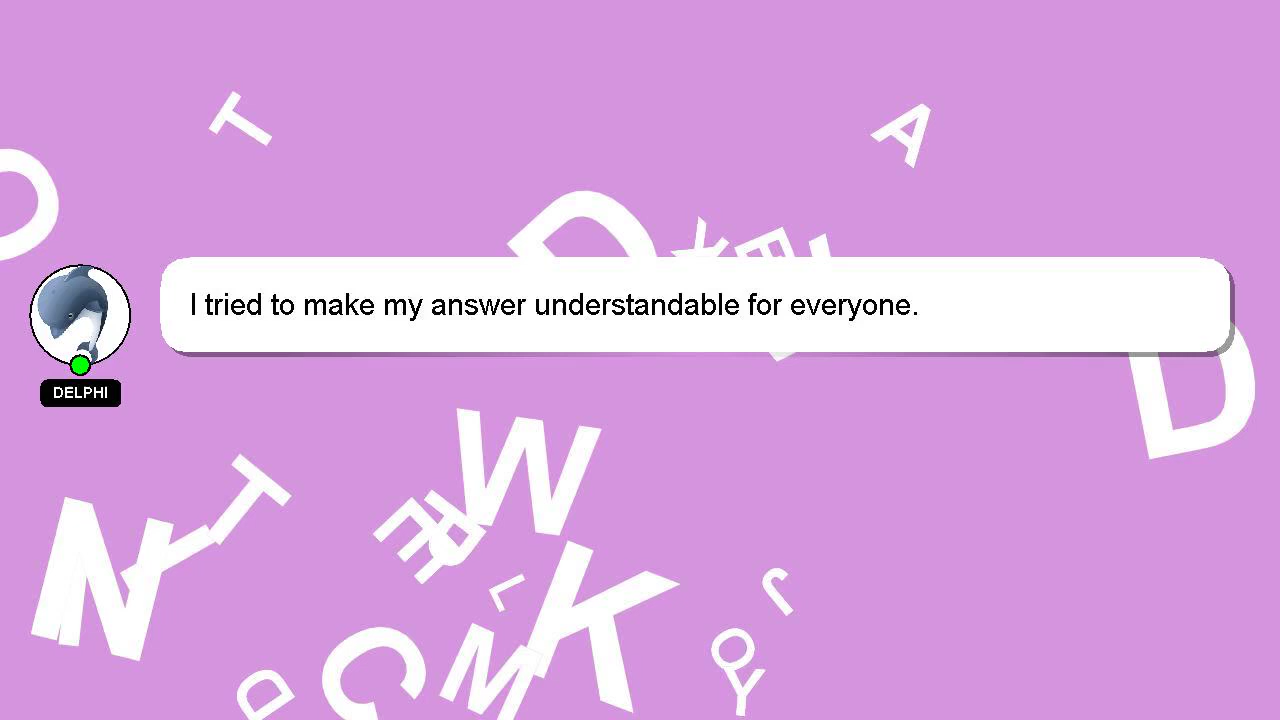 I tried to make my answer understandable for everyone.
DELPHI
T
A
D
K
E
D
W
T
N
Y
E
R
L
K
J
C
M
O
Y
D